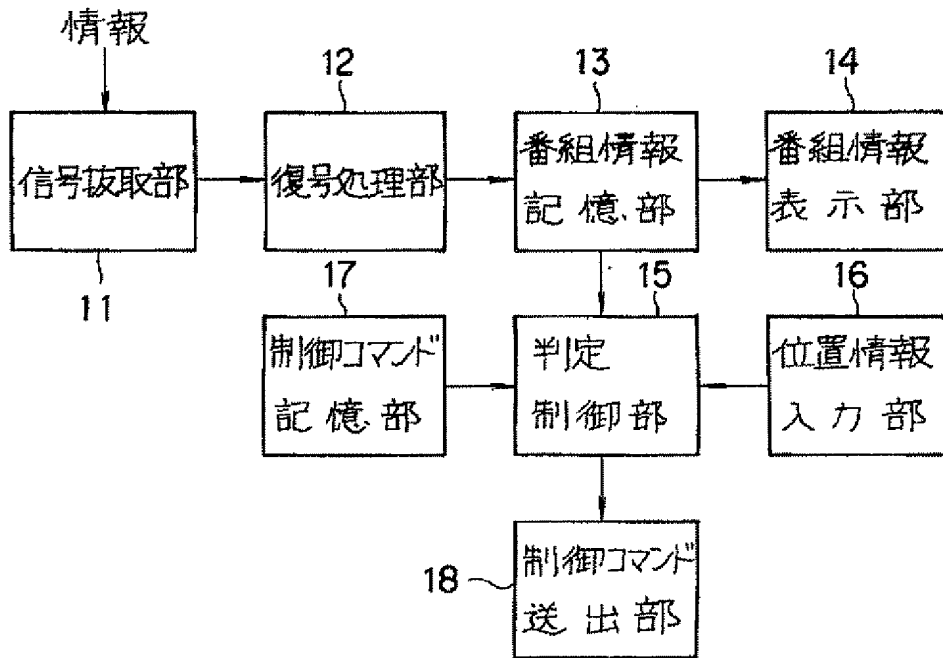 情報
12
13
14
信号抜取部
復号処理部
番組情報
記憶部
番組情報
表示部
11
17
15
16
制御コマンド
記憶部
判定
制御部
位置情報
入力部
18
制御コマンド
送出部